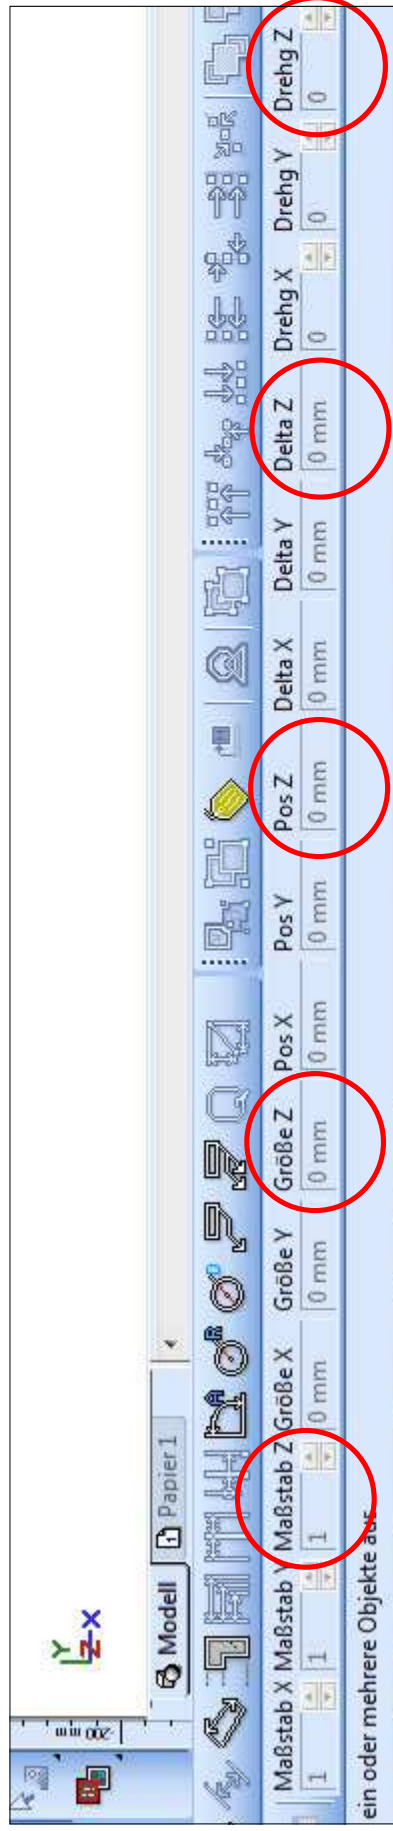 200 mm
Y
Z X
Modell
Papier 1
A R D
Maßstab X Maßstab Y Maßstab Z Größe X Größe Y Größe Z Pos X Pos Y Pos Z Delta X Delta Y Delta Z Drehg X Drehg Y Drehg Z
1 1 1 0 mm 0 mm 0 mm 0 mm 0 mm 0 mm 0 mm 0 mm 0 mm 0 0 0
ein oder mehrere Objekte aus